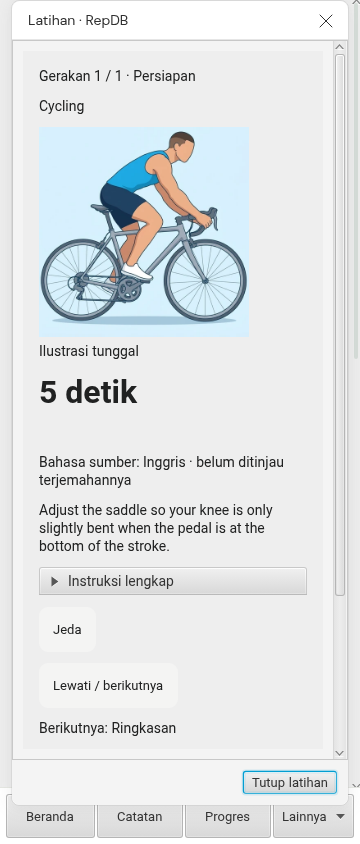 Latihan · RepDB
Gerakan 1 / 1 · Persiapan
Cycling
Ilustrasi tunggal
5 detik
Bahasa sumber: Inggris · belum ditinjau
terjemahannya
Adjust the saddle so your knee is only
slightly bent when the pedal is at the
bottom of the stroke.
Instruksi lengkap
Jeda
Lewati / berikutnya
Berikutnya: Ringkasan
Tutup latihan
Beranda
Catatan
Progres
Lainnya